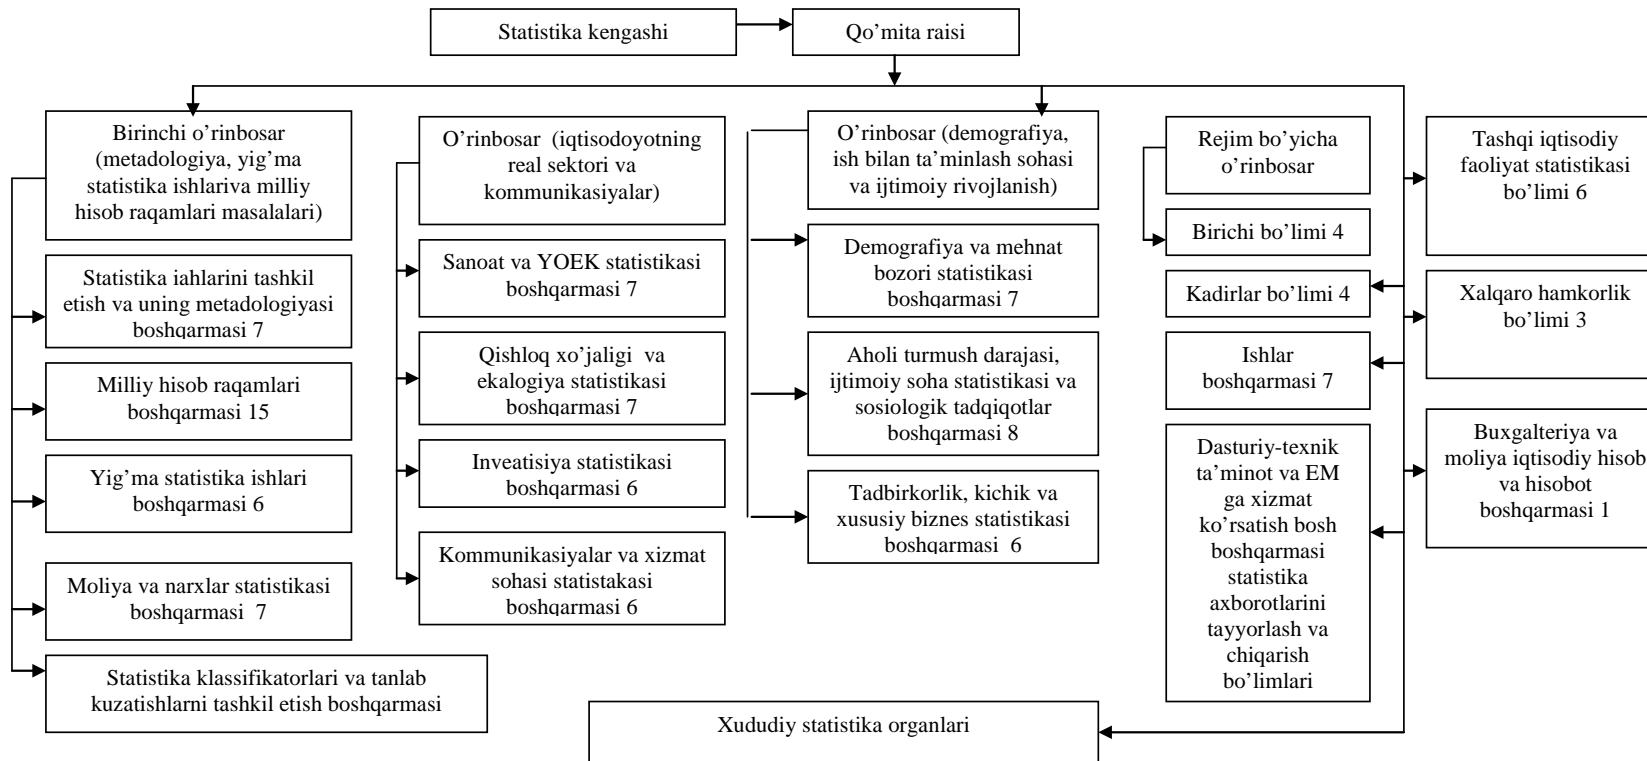 Statistika kengashi
Qo’mita raisi
Birinchi o’rinbosar
(metadologiya, yig’ma
statistika ishlariva milliy
hisob raqamlari masalalari)
Statistika iahlarini tashkil
etish va uning metadologiyasi
boshqarmasi 7
Milliy hisob raqamlari
boshqarmasi 15
Yig’ma statistika ishlari
boshqarmasi 6
Moliya va narxlar statistikasi
boshqarmasi 7
Statistika klassifikatorlari va tanlab
kuzatishlarni tashkil etish boshqarmasi
O’rinbosar (iqtisodoyotning
real sektori va
kommunikasiyalar)
Sanoat va YOEK statistikasi
boshqarmasi 7
Qishloq xo’jaligi va
ekalogiya statistikasi
boshqarmasi 7
Inveatisiya statistikasi
boshqarmasi 6
Kommunikasiyalar va xizmat
sohasi statistakasi
boshqarmasi 6
O’rinbosar (demografiya,
ish bilan ta’minlash sohasi
va ijtimoiy rivojlanish)
Demografiya va mehnat
bozori statistikasi
boshqarmasi 7
Aholi turmush darajasi,
ijtimoiy soha statistikasi va
sosiologik tadqiqotlar
boshqarmasi 8
Tadbirkorlik, kichik va
xususiy biznes statistikasi
boshqarmasi 6
Rejim bo’yicha
o’rinbosar
Birichi bo’limi 4
Kadirlar bo’limi 4
Ishlar
boshqarmasi 7
Dasturiy-texnik
ta’minot va EM
ga xizmat
ko’rsatish bosh
boshqarmasi
statistika
axborotlarini
tayyorlash va
chiqarish
bo’limlari
Tashqi iqtisodiy
faoliyat statistikasi
bo’limi 6
Xalqaro hamkorlik
bo’limi 3
Buxgalteriya va
moliya iqtisodiy hisob
va hisobot
boshqarmasi 1
Xududiy statistika organlari